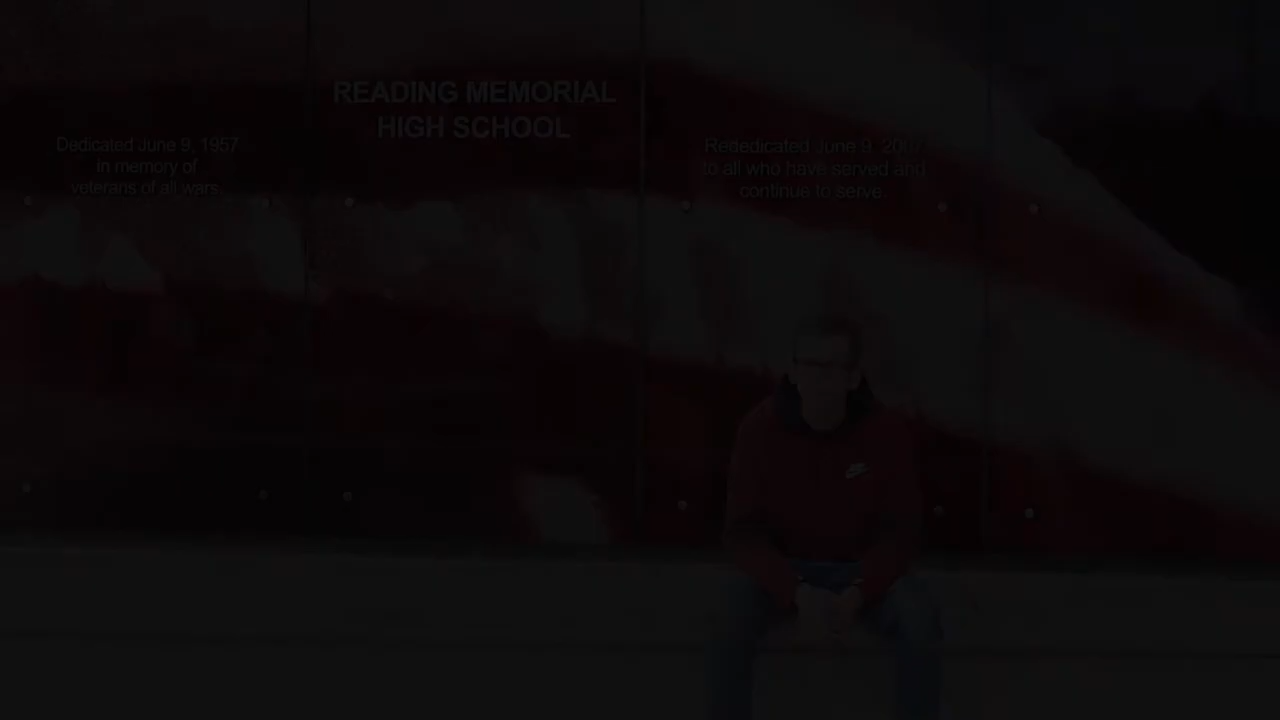 READING MEMORIAL
HIGH SCHOOL
Dedicated June 9, 1957
In memory of
veterans of all wars.
Rededicated June 9, 2007
to all who have served and
continue to serve.